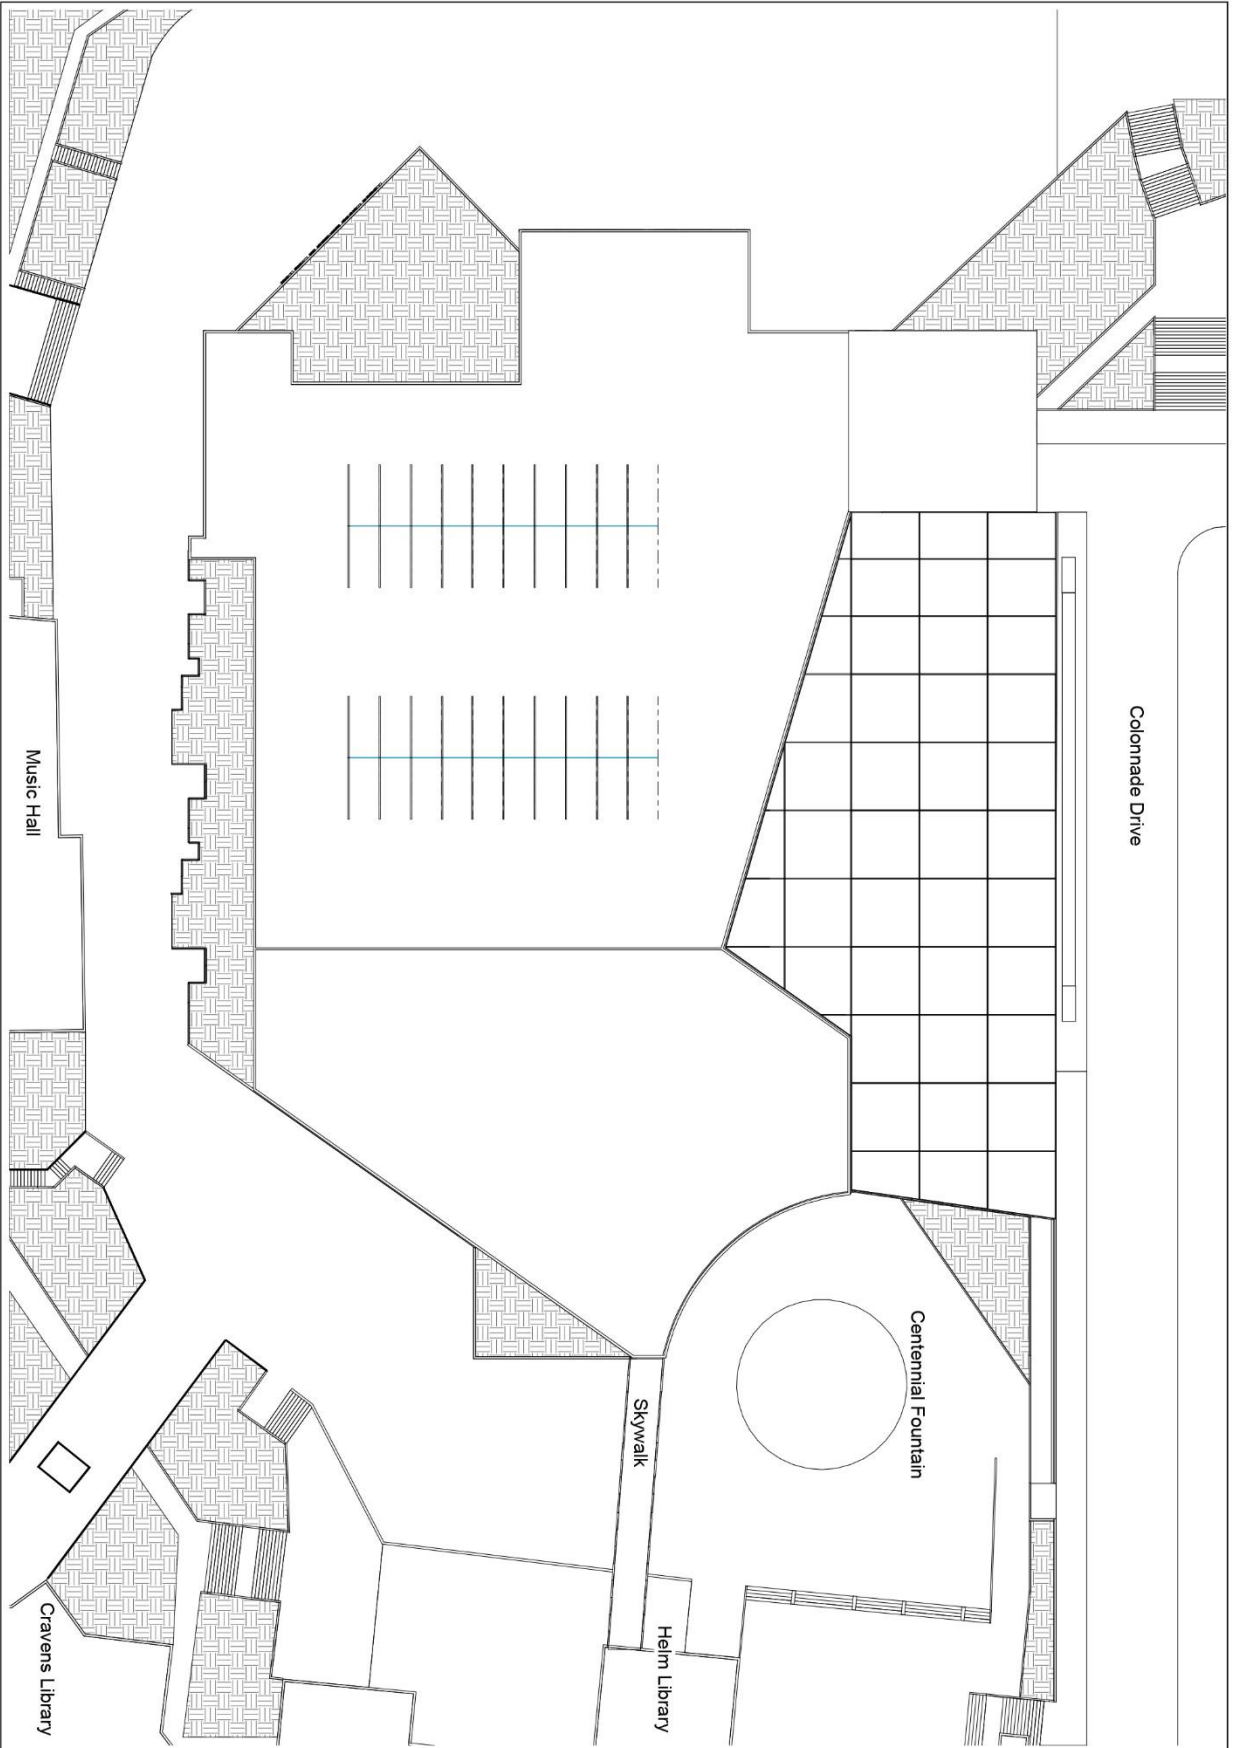 Colonnade Drive
Music Hall
Centennial Fountain
Skywalk
Helm Library
Cravens Library